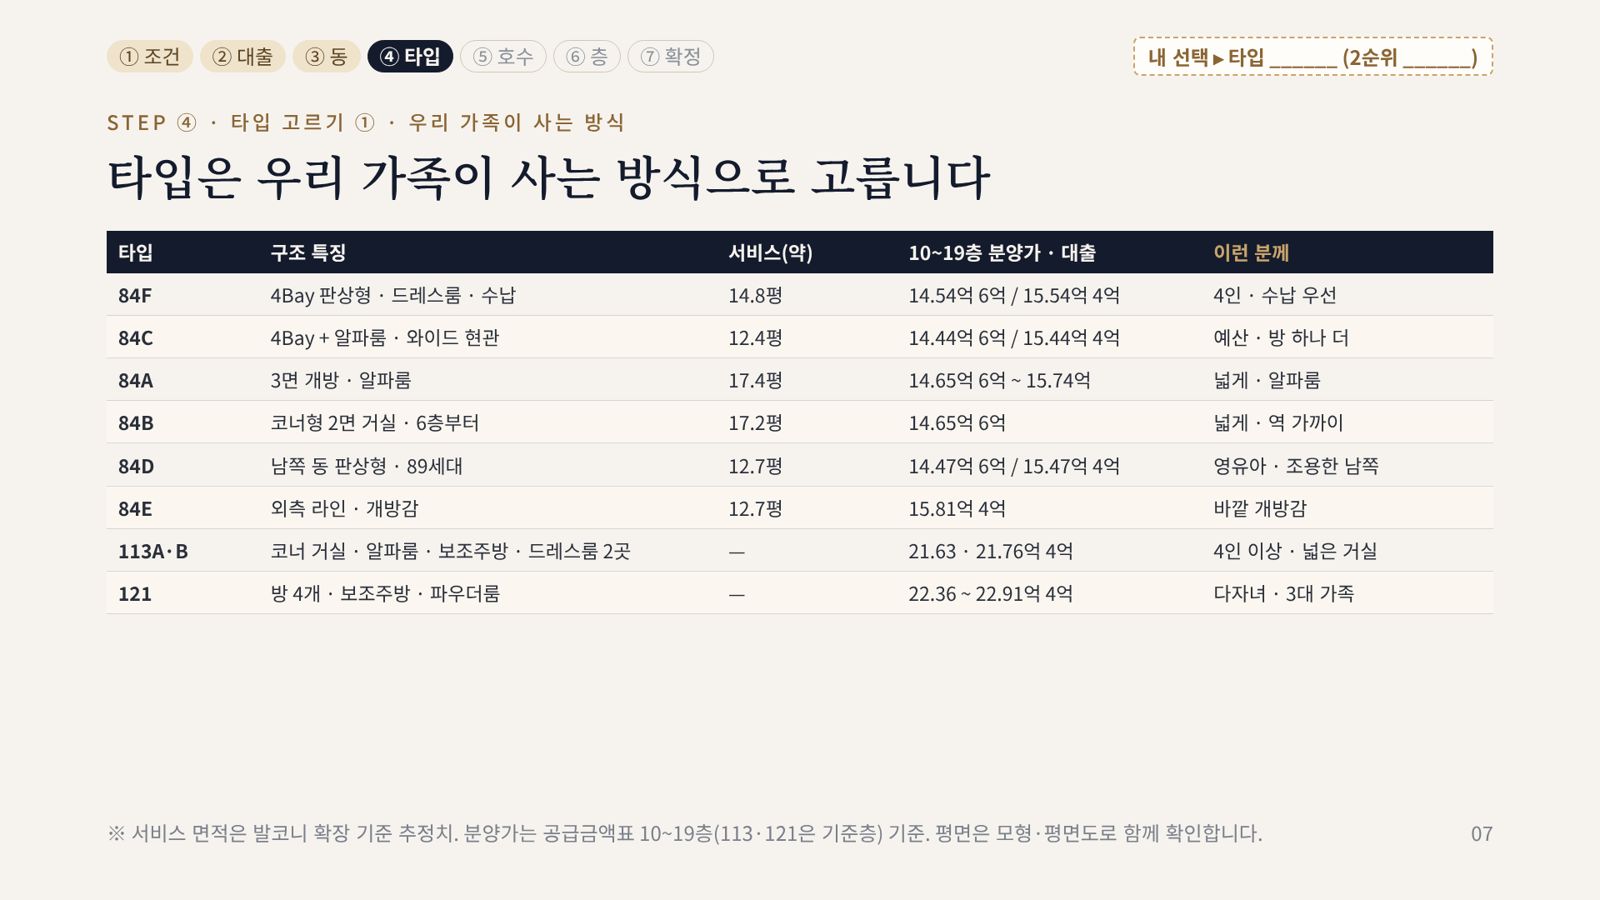 ① 조건 ② 대출 ③ 동 ④ 타입 ⑤ 호수 ⑥ 층 ⑦ 확정
내 선택 ▸ 타입 ______ (2순위 ______)
STEP ④ · 타입 고르기 ① · 우리 가족이 사는 방식
타입은 우리 가족이 사는 방식으로 고릅니다
타입 구조 특징 서비스(약) 10~19층 분양가 · 대출 이런 분께
84F 4Bay 판상형 · 드레스룸 · 수납 14.8평 14.54억 6억 / 15.54억 4억 4인 · 수납 우선
84C 4Bay + 알파룸 · 와이드 현관 12.4평 14.44억 6억 / 15.44억 4억 예산 · 방 하나 더
84A 3면 개방 · 알파룸 17.4평 14.65억 6억 ~ 15.74억 넓게 · 알파룸
84B 코너형 2면 거실 · 6층부터 17.2평 14.65억 6억 넓게 · 역 가까이
84D 남쪽 동 판상형 · 89세대 12.7평 14.47억 6억 / 15.47억 4억 영유아 · 조용한 남쪽
84E 외측 라인 · 개방감 12.7평 15.81억 4억 바깥 개방감
113A·B 코너 거실 · 알파룸 · 보조주방 · 드레스룸 2곳 — 21.63 · 21.76억 4억 4인 이상 · 넓은 거실
121 방 4개 · 보조주방 · 파우더룸 — 22.36 ~ 22.91억 4억 다자녀 · 3대 가족
※ 서비스 면적은 발코니 확장 기준 추정치. 분양가는 공급금액표 10~19층(113·121은 기준층) 기준. 평면은 모형·평면도로 함께 확인합니다.
07